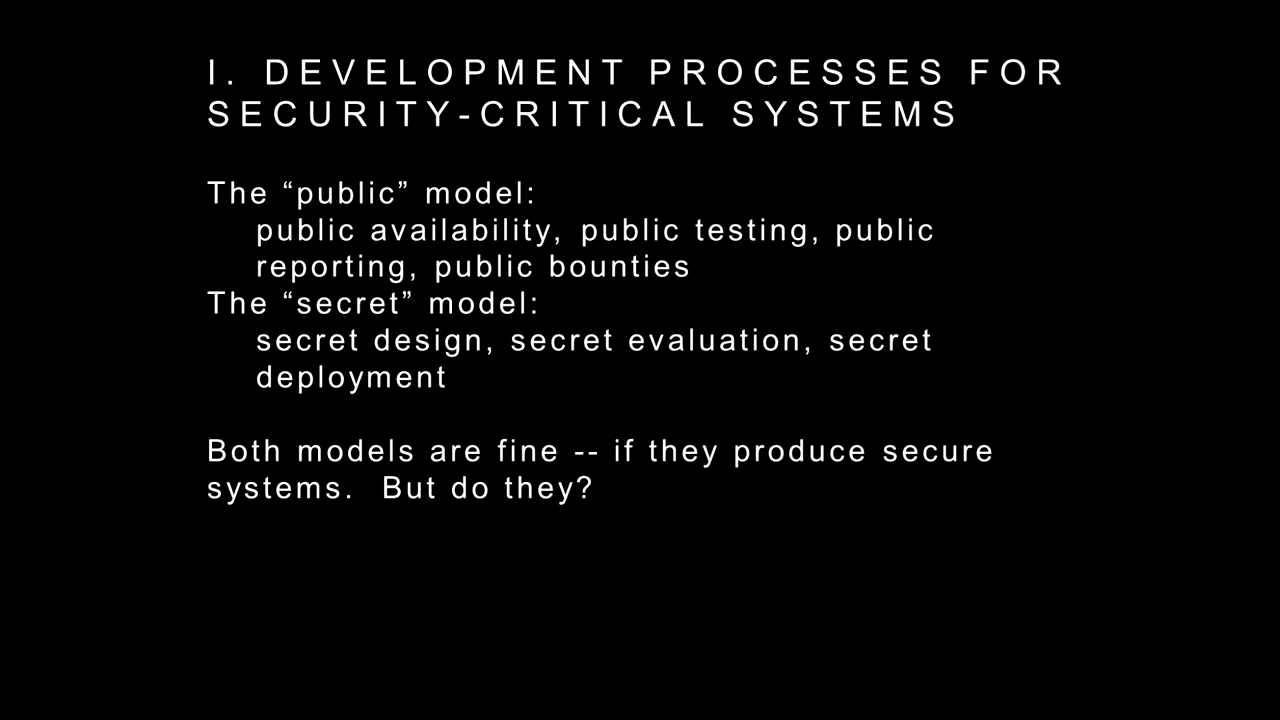 I. DEVELOPMENT PROCESSES FOR
SECURITY-CRITICAL SYSTEMS
The “public” model:
public availability, public testing, public
reporting, public bounties
The “secret” model:
secret design, secret evaluation, secret
deployment
Both models are fine -- if they produce secure
systems.  But do they?